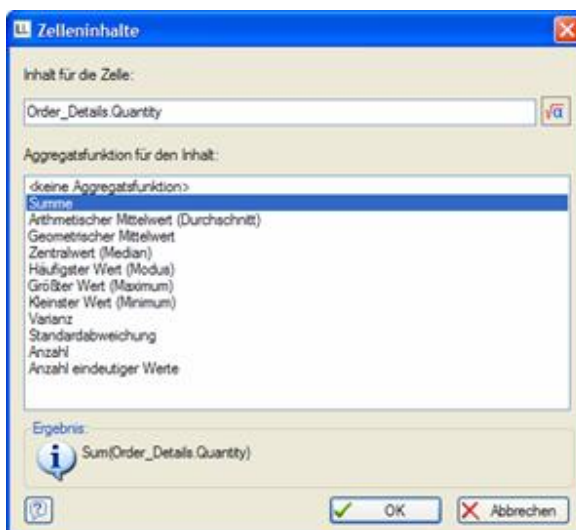 LL Zelleninhalte
Inhalt für die Zelle:
Order_Details.Quantity
√α
Aggregatsfunktion für den Inhalt:
<keine Aggregatsfunktion>
Summe
Arithmetischer Mittelwert (Durchschnitt)
Geometrischer Mittelwert
Zentralwert (Median)
Häufigster Wert (Modus)
Größter Wert (Maximum)
Kleinster Wert (Minimum)
Varianz
Standardabweichung
Anzahl
Anzahl eindeutiger Werte
Ergebnis:
Sum(Order_Details.Quantity)
? OK Abbrechen